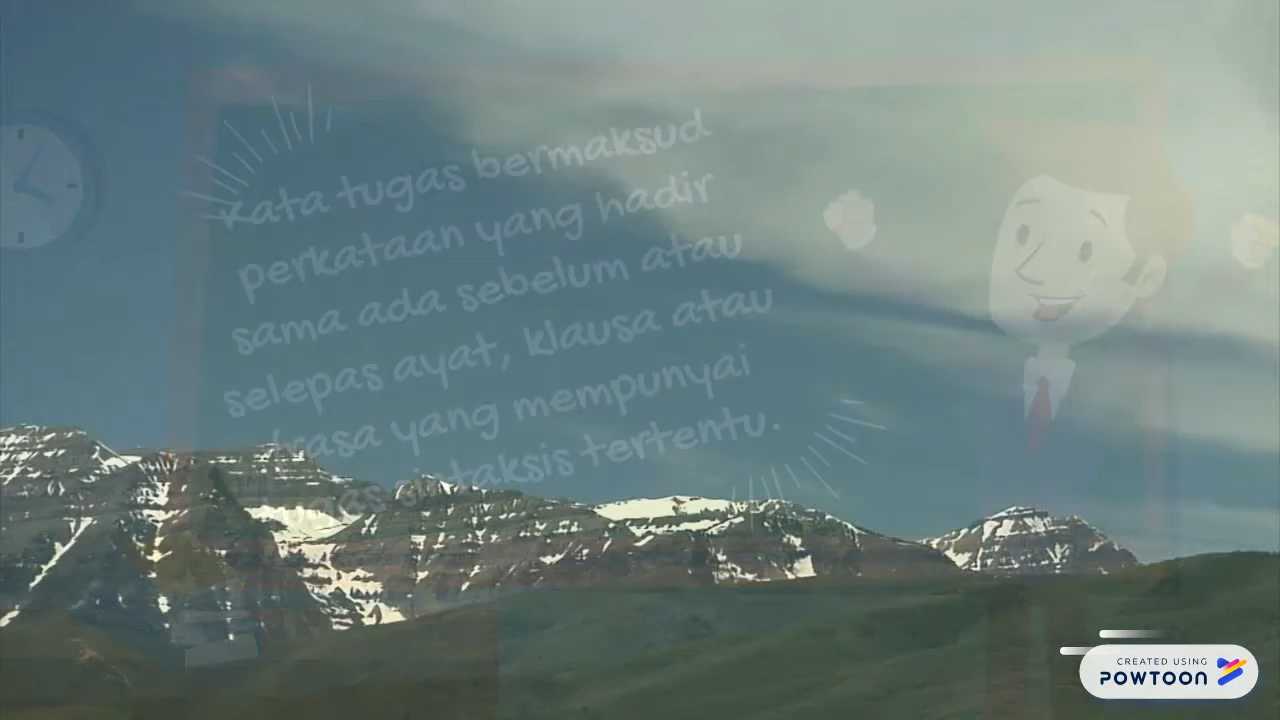 Kata tugas bermaksud
perkataan yang hadir
sama ada sebelum atau
selepas ayat, klausa atau
frasa yang mempunyai
tugas sintaksis tertentu.
CREATED USING
POWTOON